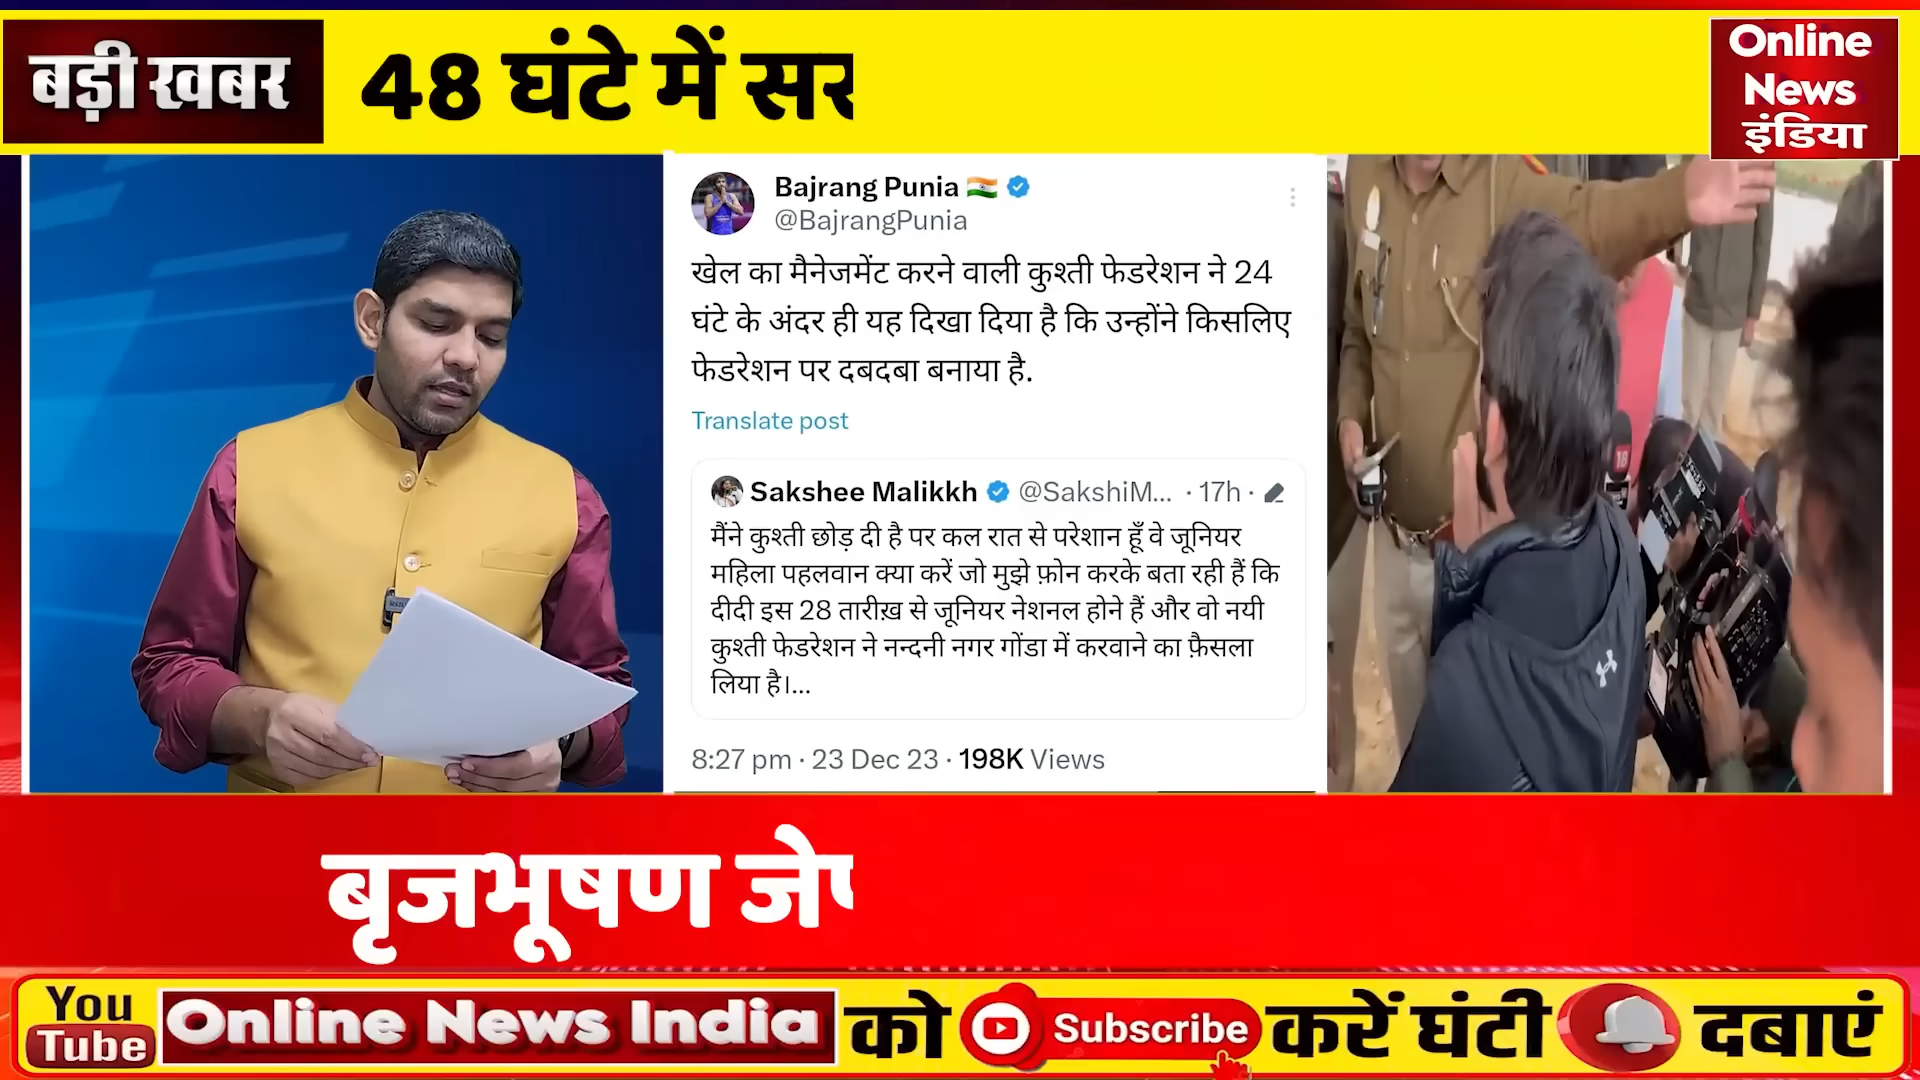 बड़ी खबर
48 घंटे में
Online
News
इंडिया
Bajrang Punia
@BajrangPunia
खेल का मैनेजमेंट करने वाली कुश्ती फेडरेशन ने 24
घंटे के अंदर ही यह दिखा दिया है कि उन्होंने किसलिए
फेडरेशन पर दबदबा बनाया है.
Translate post
Sakshee Malikkh @SakshiM... · 17h ·
मैंने कुश्ती छोड़ दी है पर कल रात से परेशान हूँ वे जूनियर
महिला पहलवान क्या करें जो मुझे फ़ोन करके बता रही हैं कि
दीदी इस 28 तारीख़ से जूनियर नेशनल होने हैं और वो नयी
कुश्ती फेडरेशन ने नन्दनी नगर गोंडा में करवाने का फ़ैसला
लिया है।...
8:27 pm · 23 Dec 23 · 198K Views
18
बृजभूषण
You
Tube
Online News India को Subscribe करें घंटी दबाएं